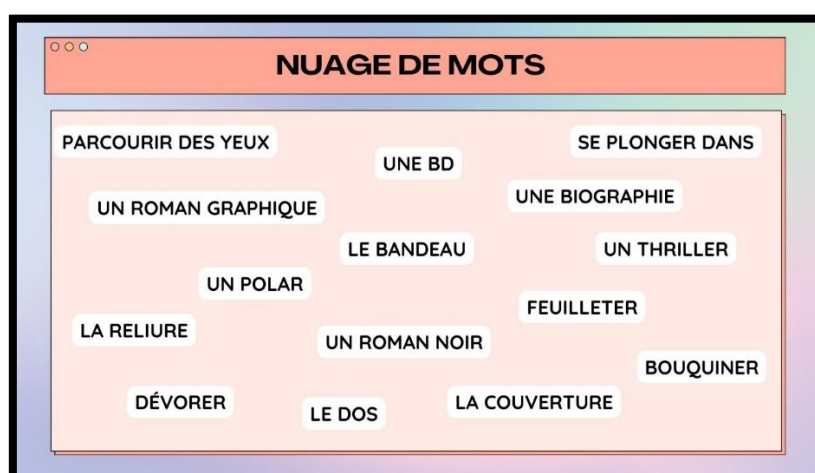 NUAGE DE MOTS
PARCOURIR DES YEUX
SE PLONGER DANS
UNE BD
UNE BIOGRAPHIE
UN ROMAN GRAPHIQUE
LE BANDEAU
UN THRILLER
UN POLAR
FEUILLETER
LA RELIURE
UN ROMAN NOIR
BOUQUINER
DÉVORER
LE DOS
LA COUVERTURE